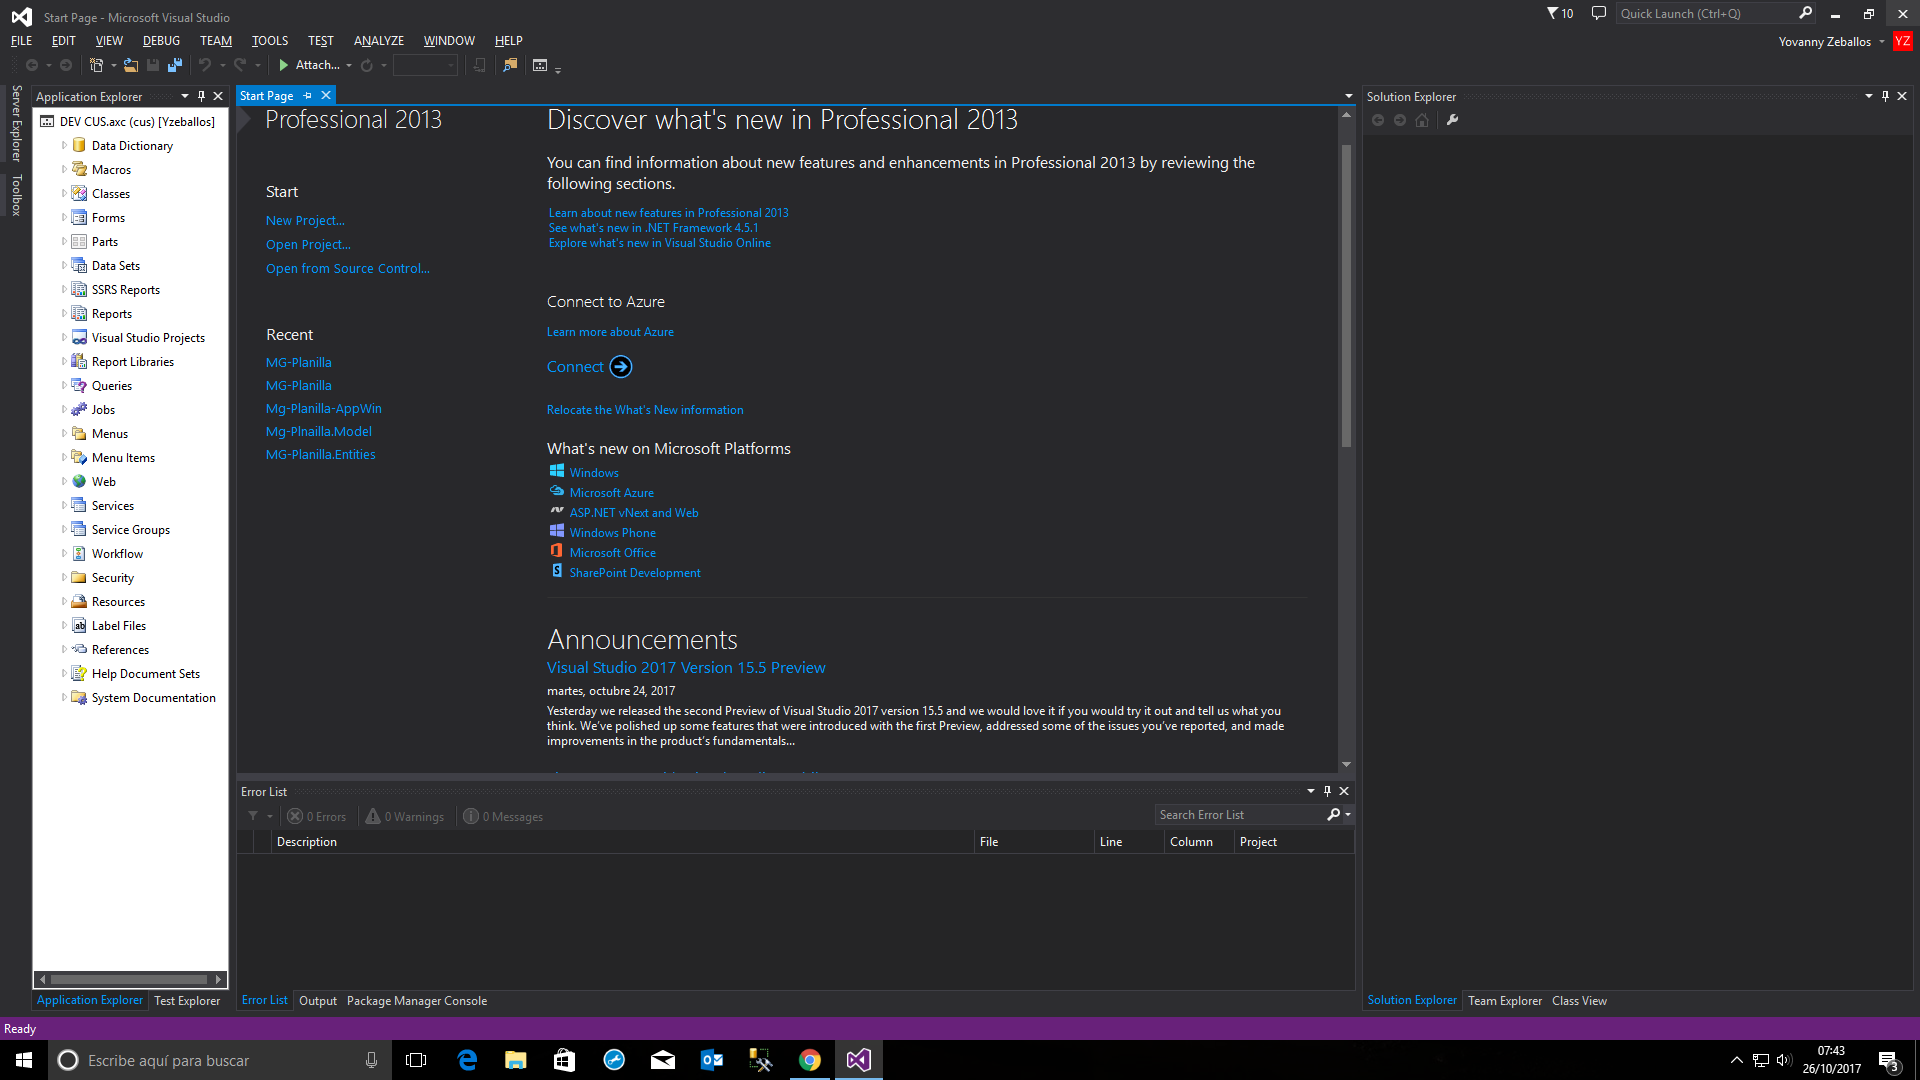 Start Page - Microsoft Visual Studio
10
Quick Launch (Ctrl+Q)
FILE EDIT VIEW DEBUG TEAM TOOLS TEST ANALYZE WINDOW HELP
Yovanny Zeballos YZ
Attach...
Server Explorer
Toolbox
Application Explorer
DEV CUS.axc (cus) [Yzeballos]
Data Dictionary
Macros
Classes
Forms
Parts
Data Sets
SSRS Reports
Reports
Visual Studio Projects
Report Libraries
Queries
Jobs
Menus
Menu Items
Web
Services
Service Groups
Workflow
Security
Resources
Label Files
References
Help Document Sets
System Documentation
Application Explorer Test Explorer
Start Page
Professional 2013
Start
New Project...
Open Project...
Open from Source Control...
Recent
MG-Planilla
MG-Planilla
Mg-Planilla-AppWin
Mg-Plnailla.Model
MG-Planilla.Entities
Discover what's new in Professional 2013
You can find information about new features and enhancements in Professional 2013 by reviewing the
following sections.
Learn about new features in Professional 2013
See what's new in .NET Framework 4.5.1
Explore what's new in Visual Studio Online
Connect to Azure
Learn more about Azure
Connect
Relocate the What's New information
What's new on Microsoft Platforms
Windows
Microsoft Azure
ASP.NET vNext and Web
Windows Phone
Microsoft Office
SharePoint Development
Announcements
Visual Studio 2017 Version 15.5 Preview
martes, octubre 24, 2017
Yesterday we released the second Preview of Visual Studio 2017 version 15.5 and we would love it if you would try it out and tell us what you
think. We've polished up some features that were introduced with the first Preview, addressed some of the issues you've reported, and made
improvements in the product's fundamentals...
Error List
0 Errors 0 Warnings 0 Messages
Search Error List
Description File Line Column Project
Error List Output Package Manager Console
Solution Explorer
Solution Explorer Team Explorer Class View
Ready
Escribe aquí para buscar
07:43
26/10/2017
3